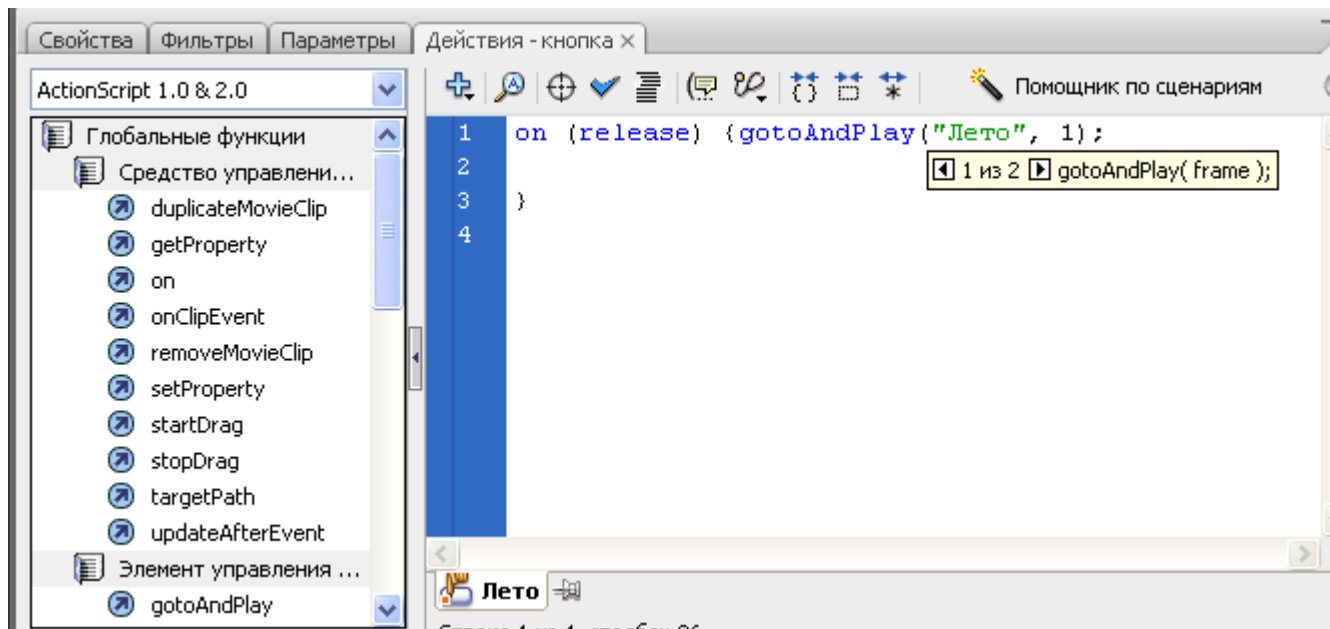 Свойства Фильтры Параметры Действия - кнопка ×
ActionScript 1.0 & 2.0
Помощник по сценариям
Глобальные функции
Средство управлени...
duplicateMovieClip
getProperty
on
onClipEvent
removeMovieClip
setProperty
startDrag
stopDrag
targetPath
updateAfterEvent
Элемент управления ...
gotoAndPlay
1 on (release) {gotoAndPlay("Лето", 1);
2
1 из 2 gotoAndPlay( frame );
3 }
4
Лето